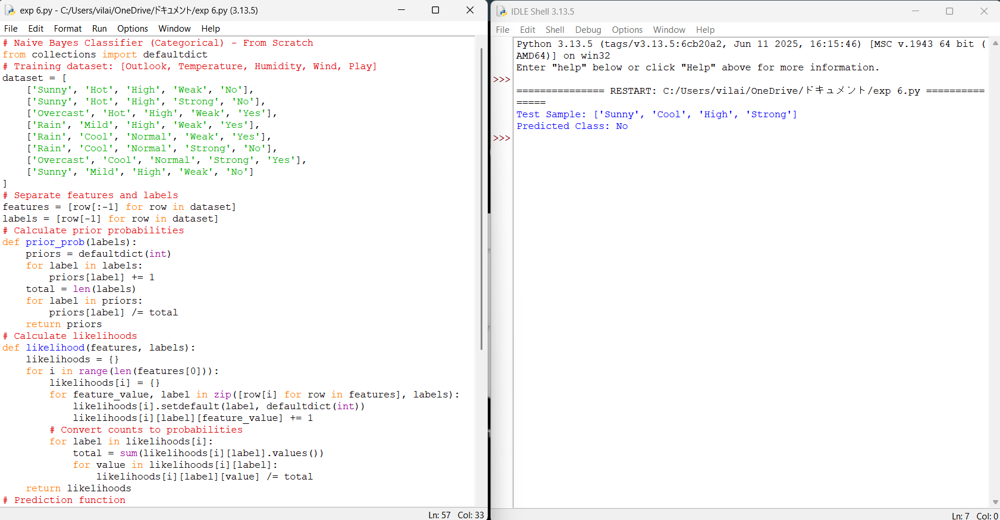 exp 6.py - C:/Users/vilai/OneDrive/ドキュメント/exp 6.py (3.13.5)
File Edit Format Run Options Window Help
# Naive Bayes Classifier (Categorical) - From Scratch
from collections import defaultdict
# Training dataset: [Outlook, Temperature, Humidity, Wind, Play]
dataset = [
    ['Sunny', 'Hot', 'High', 'Weak', 'No'],
    ['Sunny', 'Hot', 'High', 'Strong', 'No'],
    ['Overcast', 'Hot', 'High', 'Weak', 'Yes'],
    ['Rain', 'Mild', 'High', 'Weak', 'Yes'],
    ['Rain', 'Cool', 'Normal', 'Weak', 'Yes'],
    ['Rain', 'Cool', 'Normal', 'Strong', 'No'],
    ['Overcast', 'Cool', 'Normal', 'Strong', 'Yes'],
    ['Sunny', 'Mild', 'High', 'Weak', 'No']
]
# Separate features and labels
features = [row[:-1] for row in dataset]
labels = [row[-1] for row in dataset]
# Calculate prior probabilities
def prior_prob(labels):
    priors = defaultdict(int)
    for label in labels:
        priors[label] += 1
    total = len(labels)
    for label in priors:
        priors[label] /= total
    return priors
# Calculate likelihoods
def likelihood(features, labels):
    likelihoods = {}
    for i in range(len(features[0])):
        likelihoods[i] = {}
        for feature_value, label in zip([row[i] for row in features], labels):
            likelihoods[i].setdefault(label, defaultdict(int))
            likelihoods[i][label][feature_value] += 1
        # Convert counts to probabilities
        for label in likelihoods[i]:
            total = sum(likelihoods[i][label].values())
            for value in likelihoods[i][label]:
                likelihoods[i][label][value] /= total
    return likelihoods
# Prediction function
Ln: 57 Col: 33
IDLE Shell 3.13.5
File Edit Shell Debug Options Window Help
Python 3.13.5 (tags/v3.13.5:6cb20a2, Jun 11 2025, 16:15:46) [MSC v.1943 64 bit (
AMD64)] on win32
Enter "help" below or click "Help" above for more information.
>>>
=============== RESTART: C:/Users/vilai/OneDrive/ドキュメント/exp 6.py ==========
=====
Test Sample: ['Sunny', 'Cool', 'High', 'Strong']
Predicted Class: No
>>>
Ln: 7 Col: 0